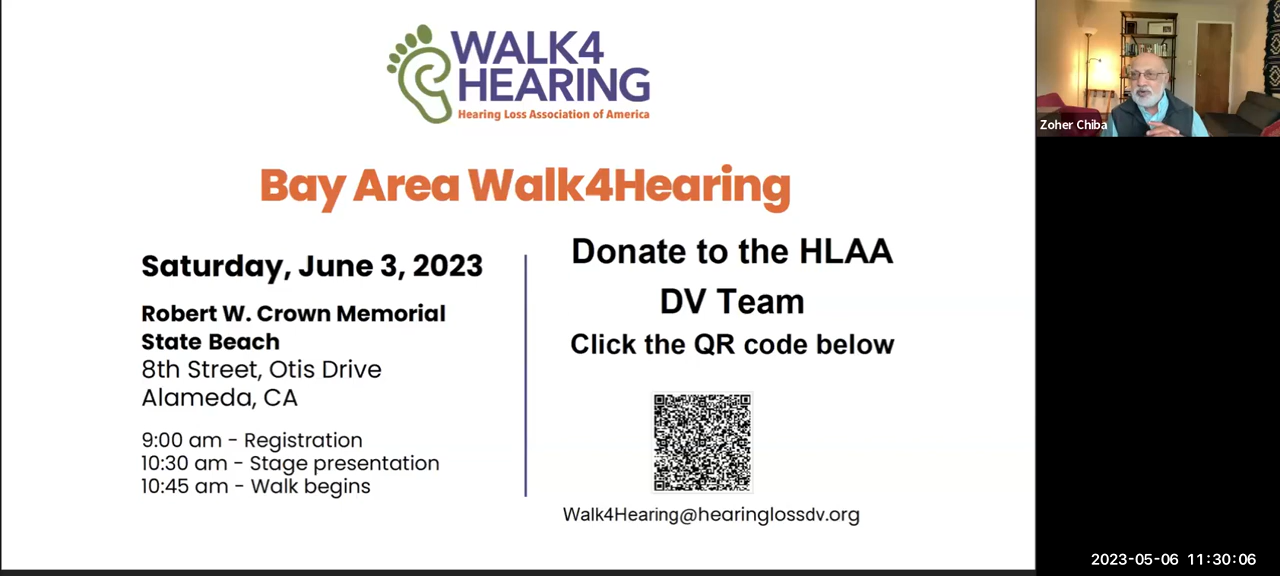 WALK4
HEARING
Hearing Loss Association of America
Bay Area Walk4Hearing
Saturday, June 3, 2023
Robert W. Crown Memorial
State Beach
8th Street, Otis Drive
Alameda, CA
9:00 am - Registration
10:30 am - Stage presentation
10:45 am - Walk begins
Donate to the HLAA
DV Team
Click the QR code below
Walk4Hearing@hearinglossdv.org
Zoher Chiba
2023-05-06 11:30:06